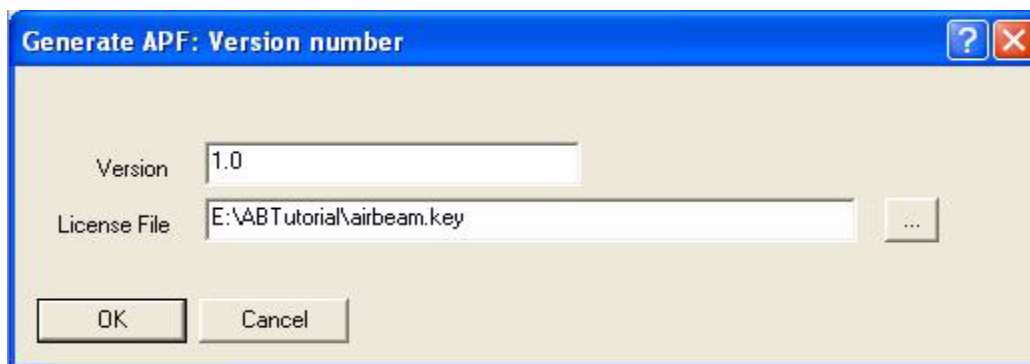 Generate APF: Version number
?
Version 1.0
License File E:\ABTutorial\airbeam.key ...
OK Cancel